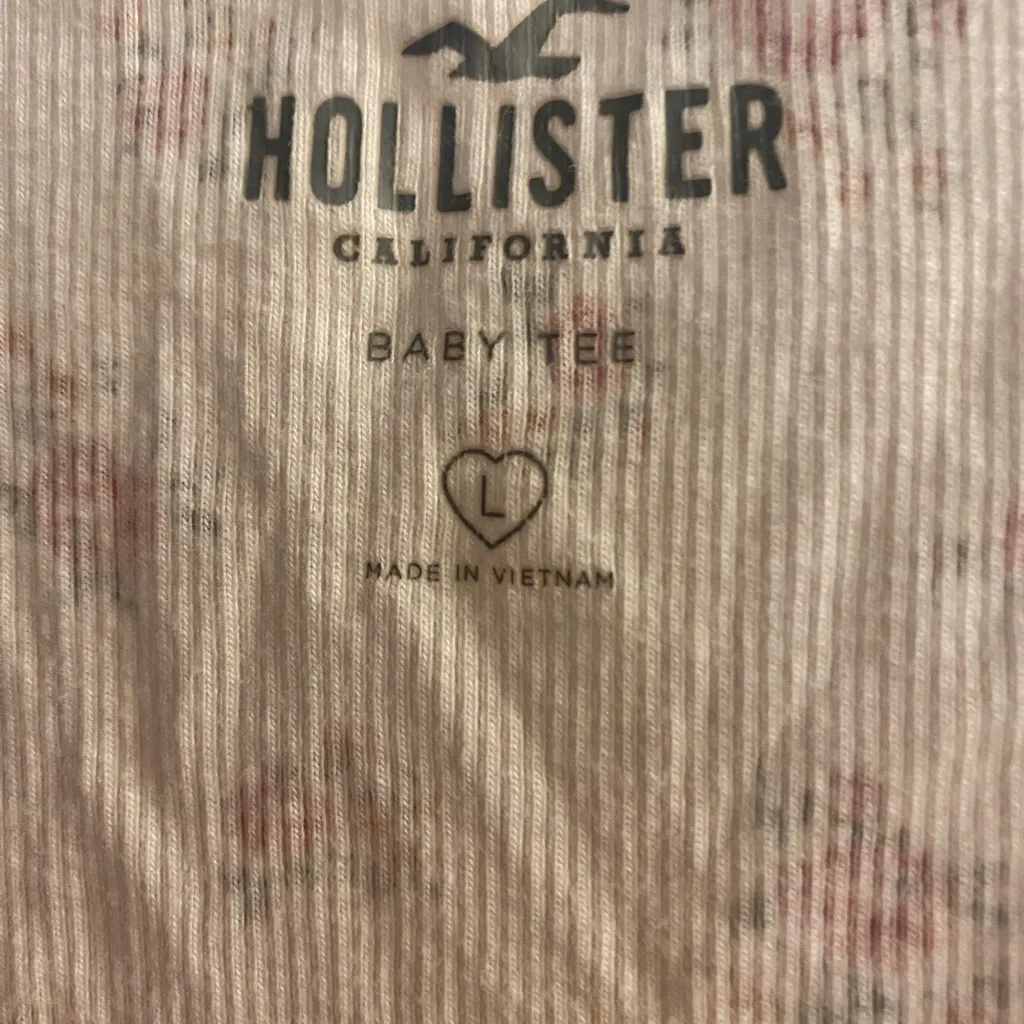 HOLLISTER
CALIFORNIA
BABY TEE
L
MADE IN VIETNAM